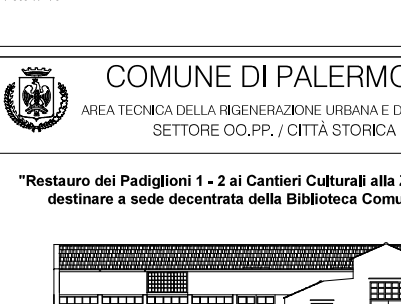 COMUNE DI PALERMO
AREA TECNICA DELLA RIGENERAZIONE URBANA E D
SETTORE OO.PP. / CITTÀ STORICA
"Restauro dei Padiglioni 1 - 2 ai Cantieri Culturali alla
destinare a sede decentrata della Biblioteca Comu